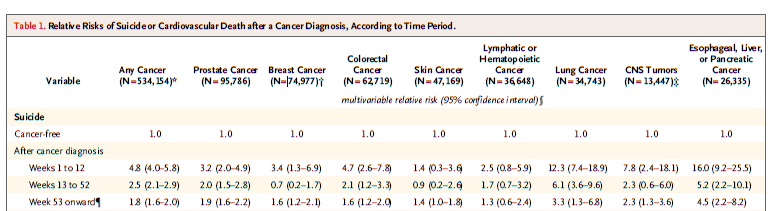 Table 1. Relative Risks of Suicide or Cardiovascular Death after a Cancer Diagnosis, According to Time Period.
Variable Any Cancer (N=534,154)* Prostate Cancer (N=95,786) Breast Cancer (N=74,977)† Colorectal Cancer (N=62,719) Skin Cancer (N=47,169) Lymphatic or Hematopoietic Cancer (N=36,648) Lung Cancer (N=34,743) CNS Tumors (N=13,447)‡ Esophageal, Liver, or Pancreatic Cancer (N=26,335)
multivariable relative risk (95% confidence interval)§
Suicide
Cancer-free 1.0 1.0 1.0 1.0 1.0 1.0 1.0 1.0 1.0
After cancer diagnosis
Weeks 1 to 12 4.8 (4.0–5.8) 3.2 (2.0–4.9) 3.4 (1.3–6.9) 4.7 (2.6–7.8) 1.4 (0.3–3.6) 2.5 (0.8–5.9) 12.3 (7.4–18.9) 7.8 (2.4–18.1) 16.0 (9.2–25.5)
Weeks 13 to 52 2.5 (2.1–2.9) 2.0 (1.5–2.8) 0.7 (0.2–1.7) 2.1 (1.2–3.3) 0.9 (0.2–2.6) 1.7 (0.7–3.2) 6.1 (3.6–9.6) 2.3 (0.6–6.0) 5.2 (2.2–10.1)
Week 53 onward¶ 1.8 (1.6–2.0) 1.9 (1.6–2.2) 1.6 (1.2–2.1) 1.6 (1.2–2.0) 1.4 (1.0–1.8) 1.3 (0.6–2.4) 3.3 (1.3–6.8) 2.3 (1.3–3.6) 4.5 (2.2–8.2)